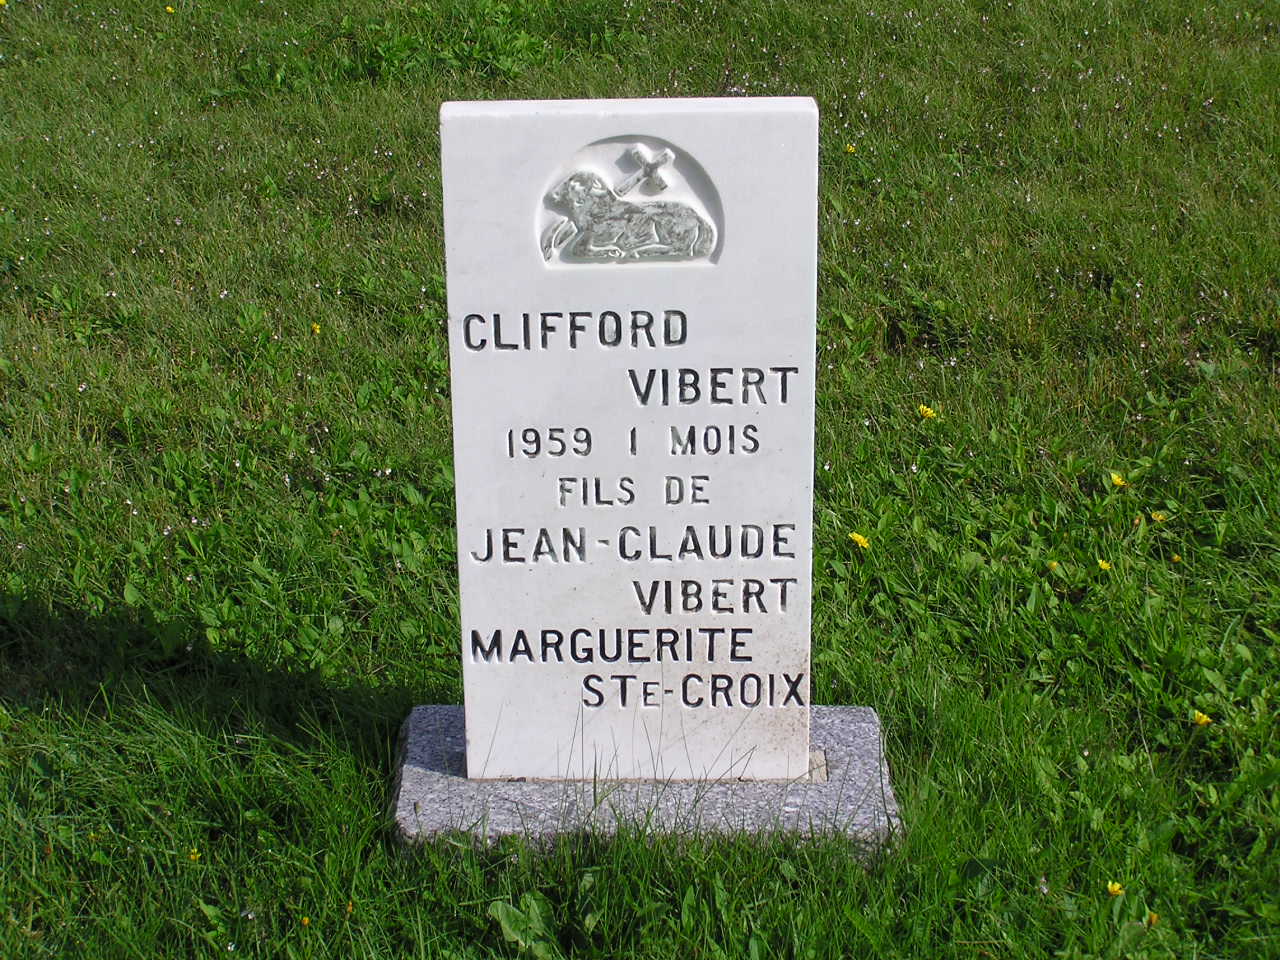 CLIFFORD
VIBERT
1959 1 MOIS
FILS DE
JEAN-CLAUDE
VIBERT
MARGUERITE
STE-CROIX